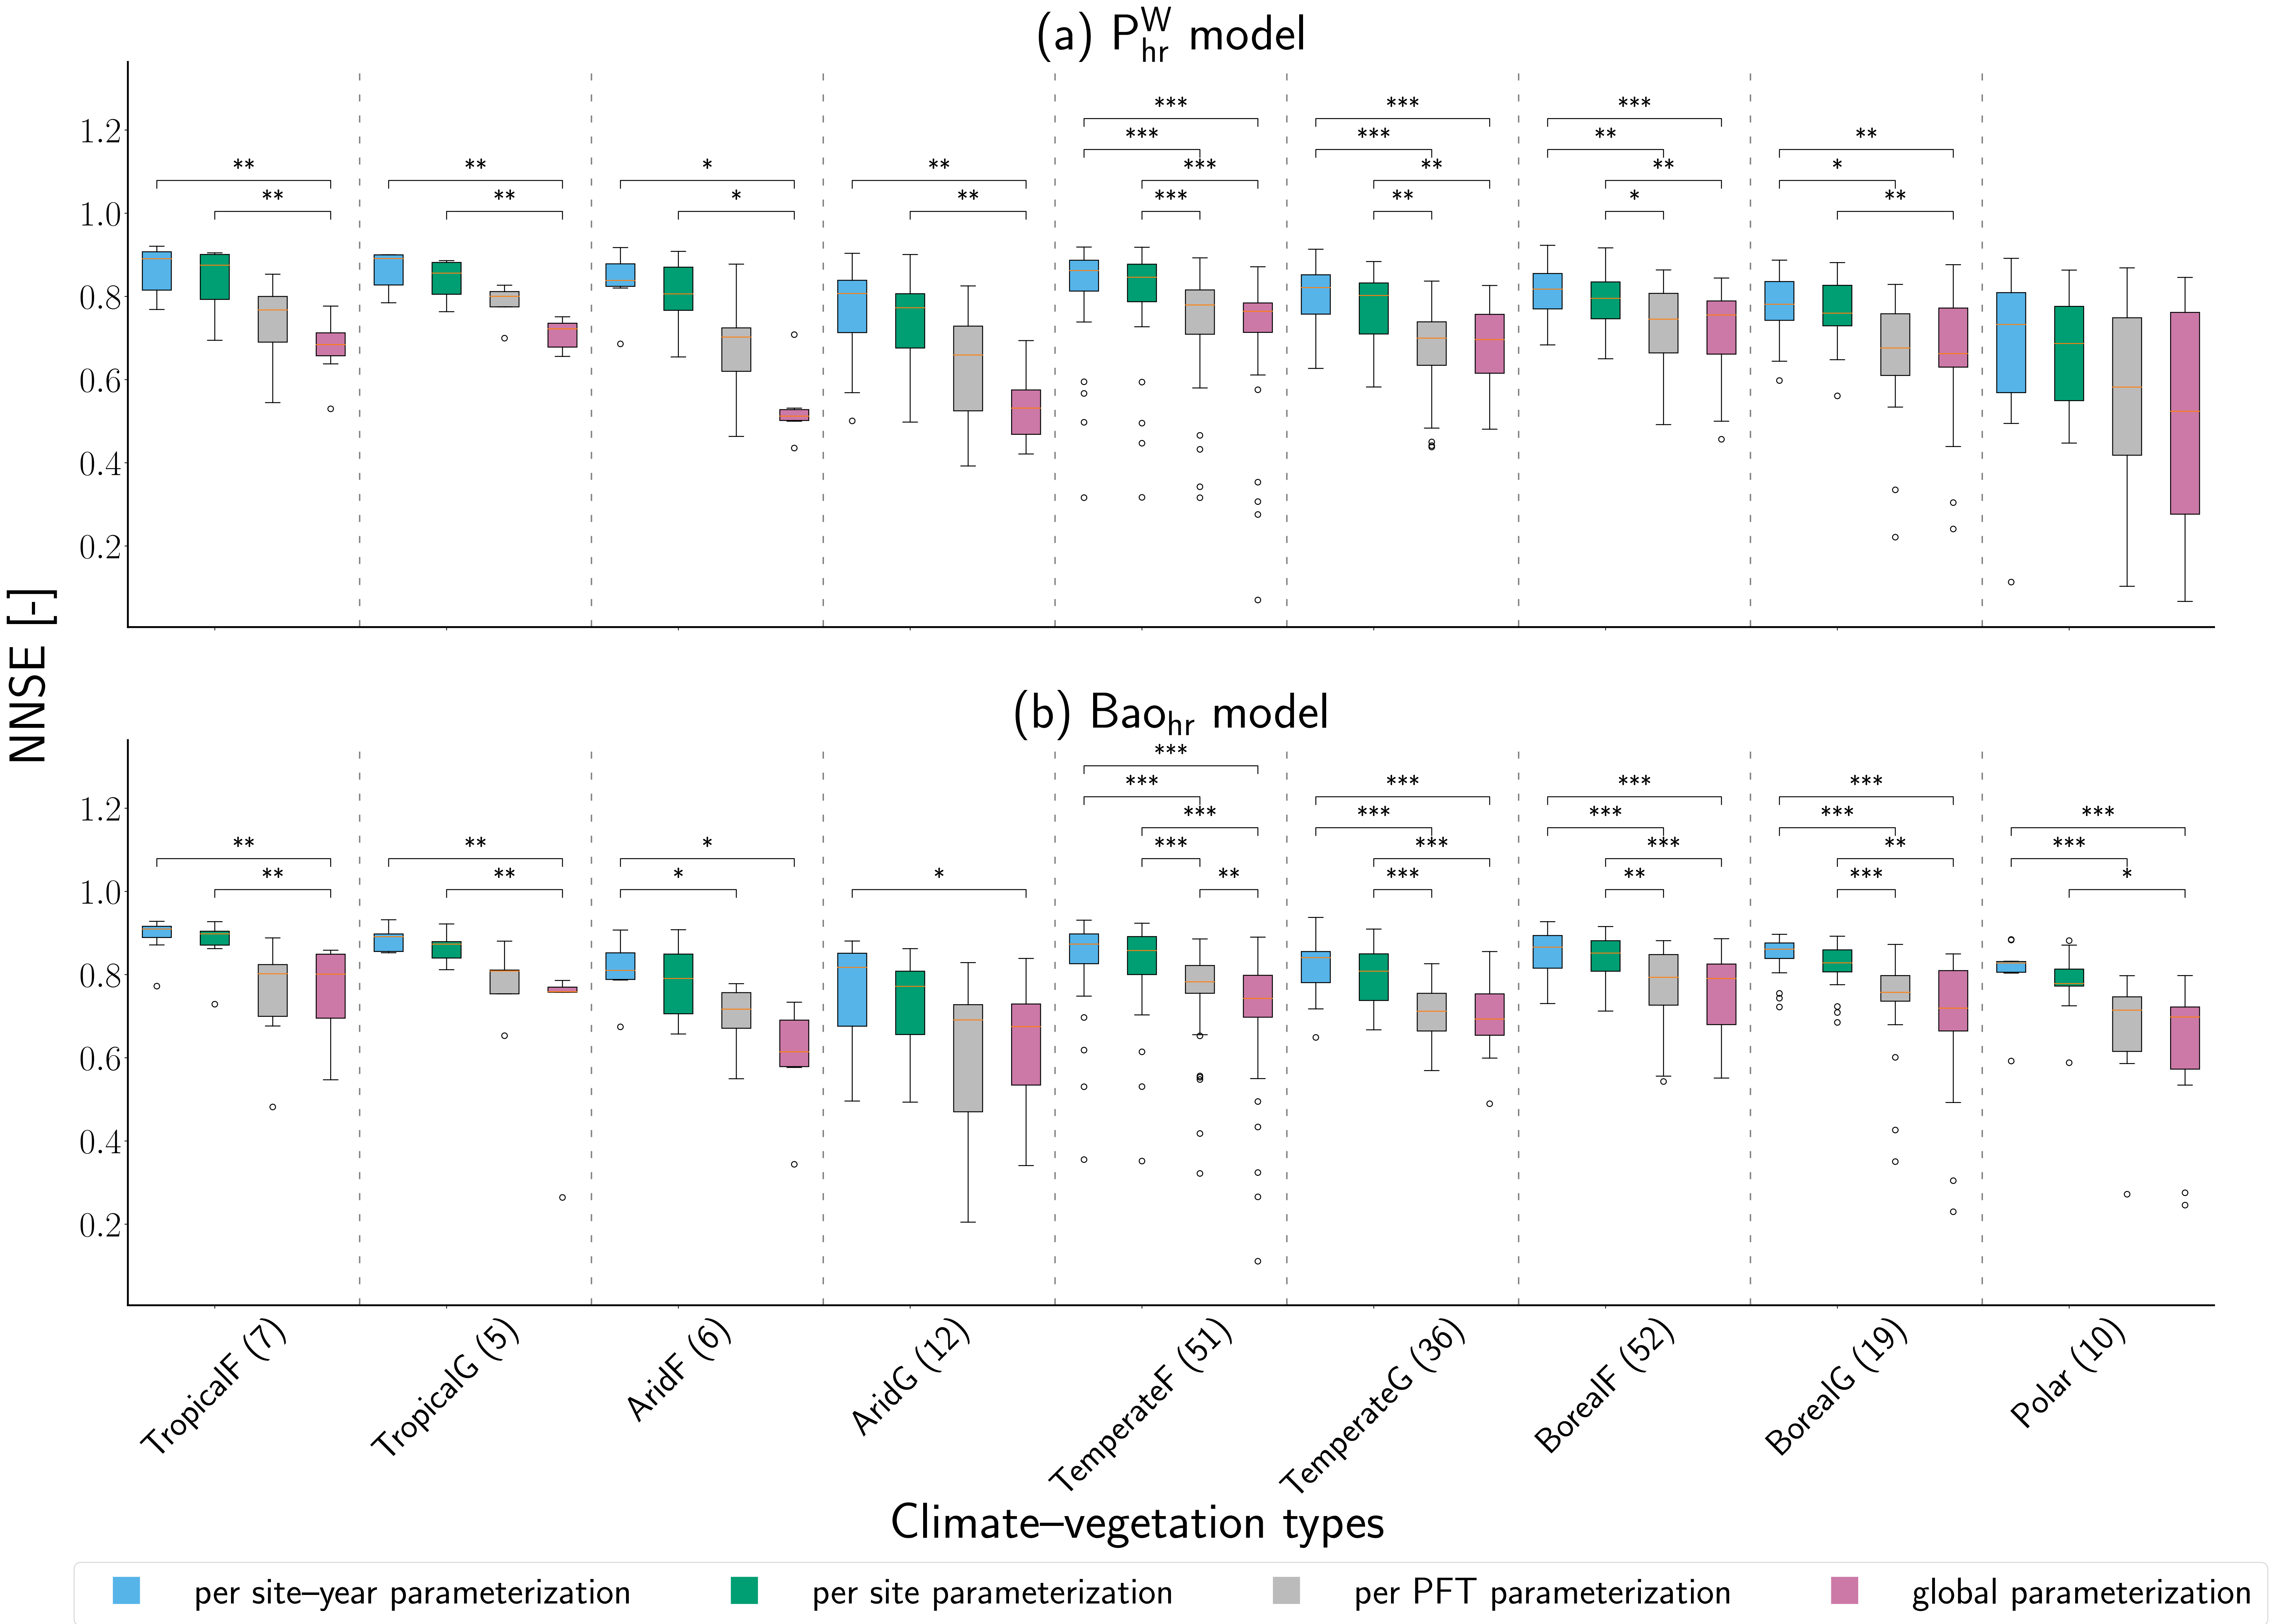 (a) P^W_hr model
*** *** ***
1.2
*** *** ** **
** ** * ** *** ** ** *
** ** * ** *** ** * **
1.0
0.8
0.6
0.4
0.2
NNSE [-]
(b) Bao_hr model
***
*** *** *** ***
1.2
*** *** *** *** ***
** ** * *** *** *** ** ***
** ** * * ** *** ** *** *
1.0
0.8
0.6
0.4
0.2
TropicalF (7)
TropicalG (5)
AridF (6)
AridG (12)
TemperateF (51)
TemperateG (36)
BorealF (52)
BorealG (19)
Polar (10)
Climate–vegetation types
per site–year parameterization
per site parameterization
per PFT parameterization
global parameterization